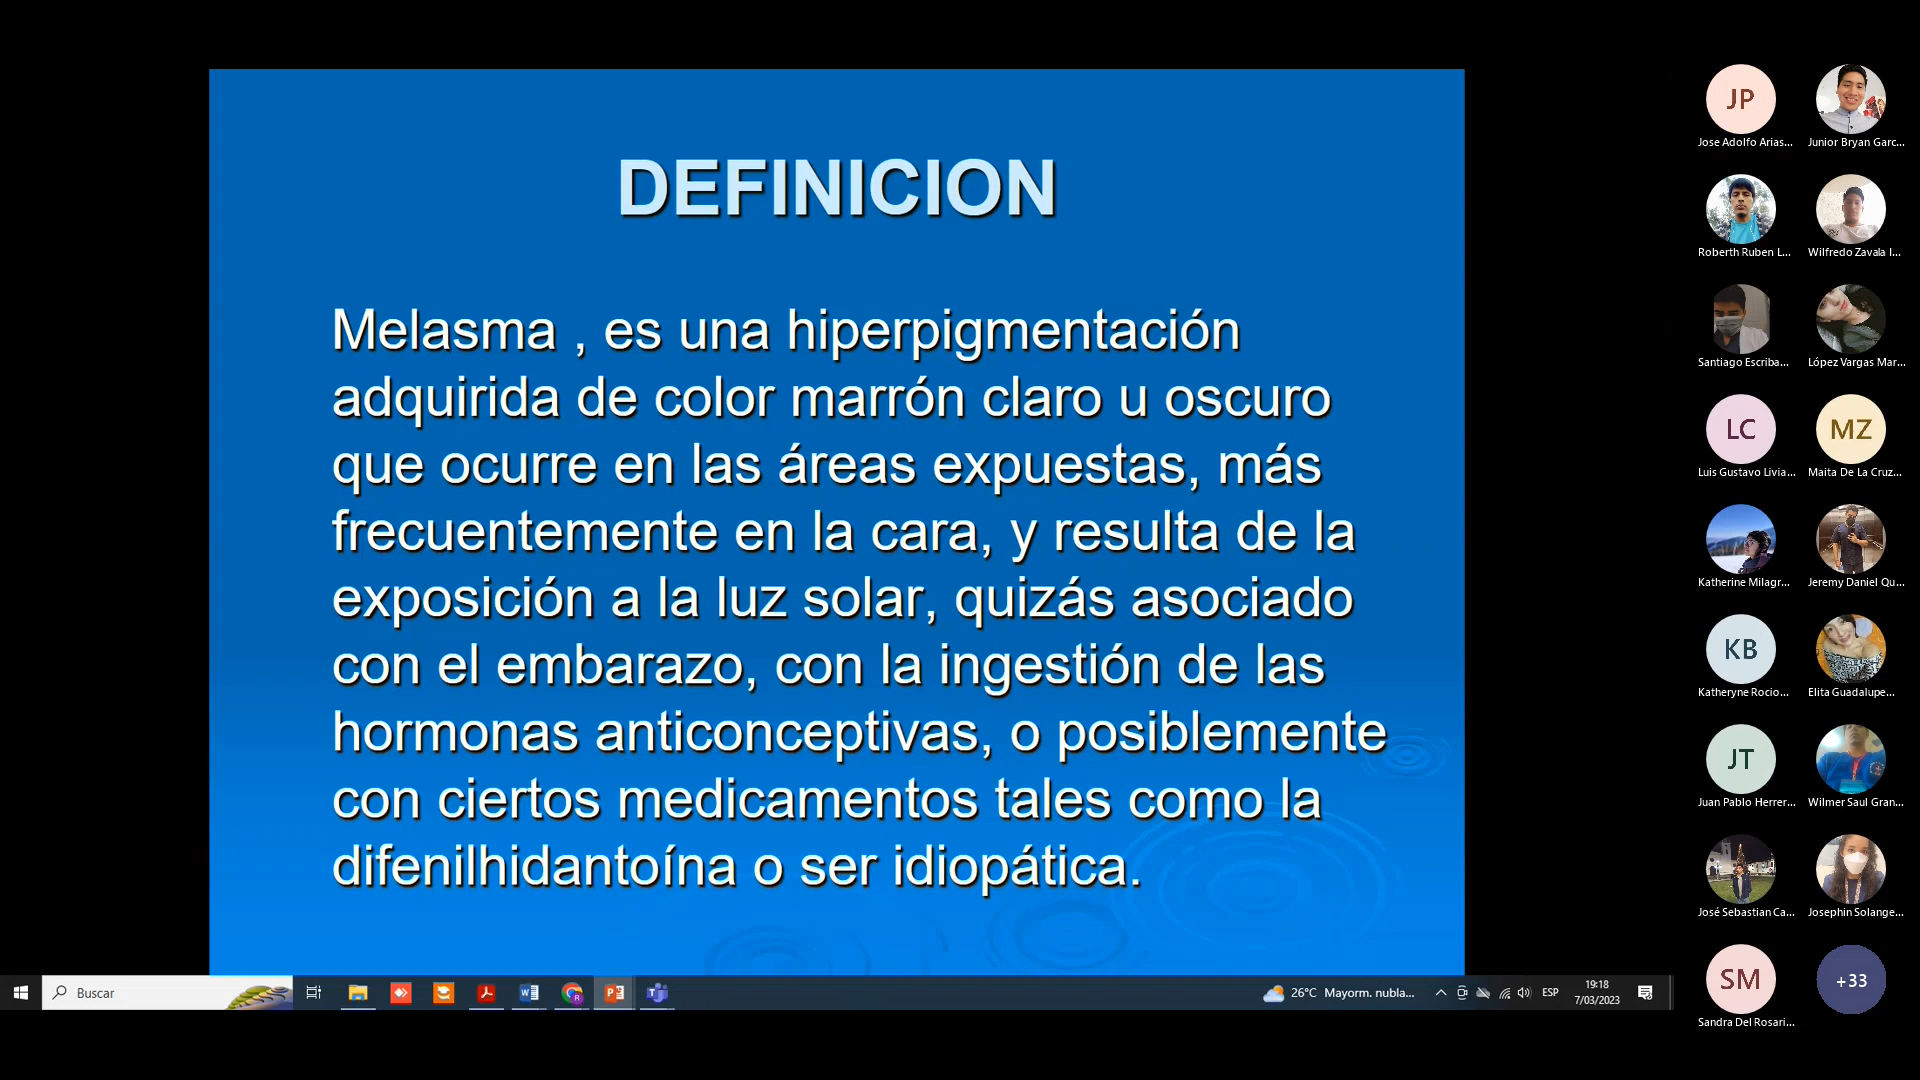 DEFINICION
Melasma , es una hiperpigmentación
adquirida de color marrón claro u oscuro
que ocurre en las áreas expuestas, más
frecuentemente en la cara, y resulta de la
exposición a la luz solar, quizás asociado
con el embarazo, con la ingestión de las
hormonas anticonceptivas, o posiblemente
con ciertos medicamentos tales como la
difenilhidantoína o ser idiopática.
JP
Jose Adolfo Arias...
Junior Bryan Garc...
Roberth Ruben L...
Wilfredo Zavala I...
Santiago Escriba...
López Vargas Mar...
LC
Luis Gustavo Livia...
MZ
Maita De La Cruz...
Katherine Milagr...
Jeremy Daniel Qu...
KB
Katheryne Rocio...
Elita Guadalupe...
JT
Juan Pablo Herrer...
Wilmer Saul Gran...
José Sebastian Ca...
Josephin Solange...
SM
Sandra Del Rosari...
+33
Buscar
26°C Mayorm. nubla...
ESP
19:18
7/03/2023